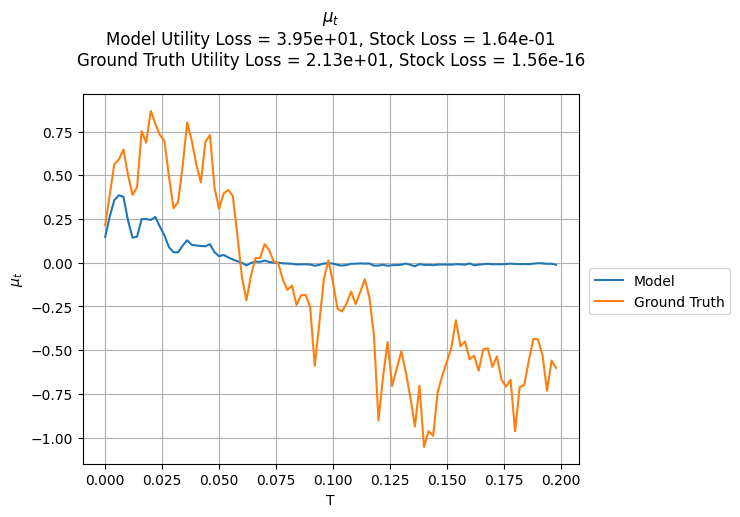 μt
Model Utility Loss = 3.95e+01, Stock Loss = 1.64e-01
Ground Truth Utility Loss = 2.13e+01, Stock Loss = 1.56e-16
0.75
0.50
0.25
0.00
−0.25
−0.50
−0.75
−1.00
μt
0.000 0.025 0.050 0.075 0.100 0.125 0.150 0.175 0.200
T
Model
Ground Truth